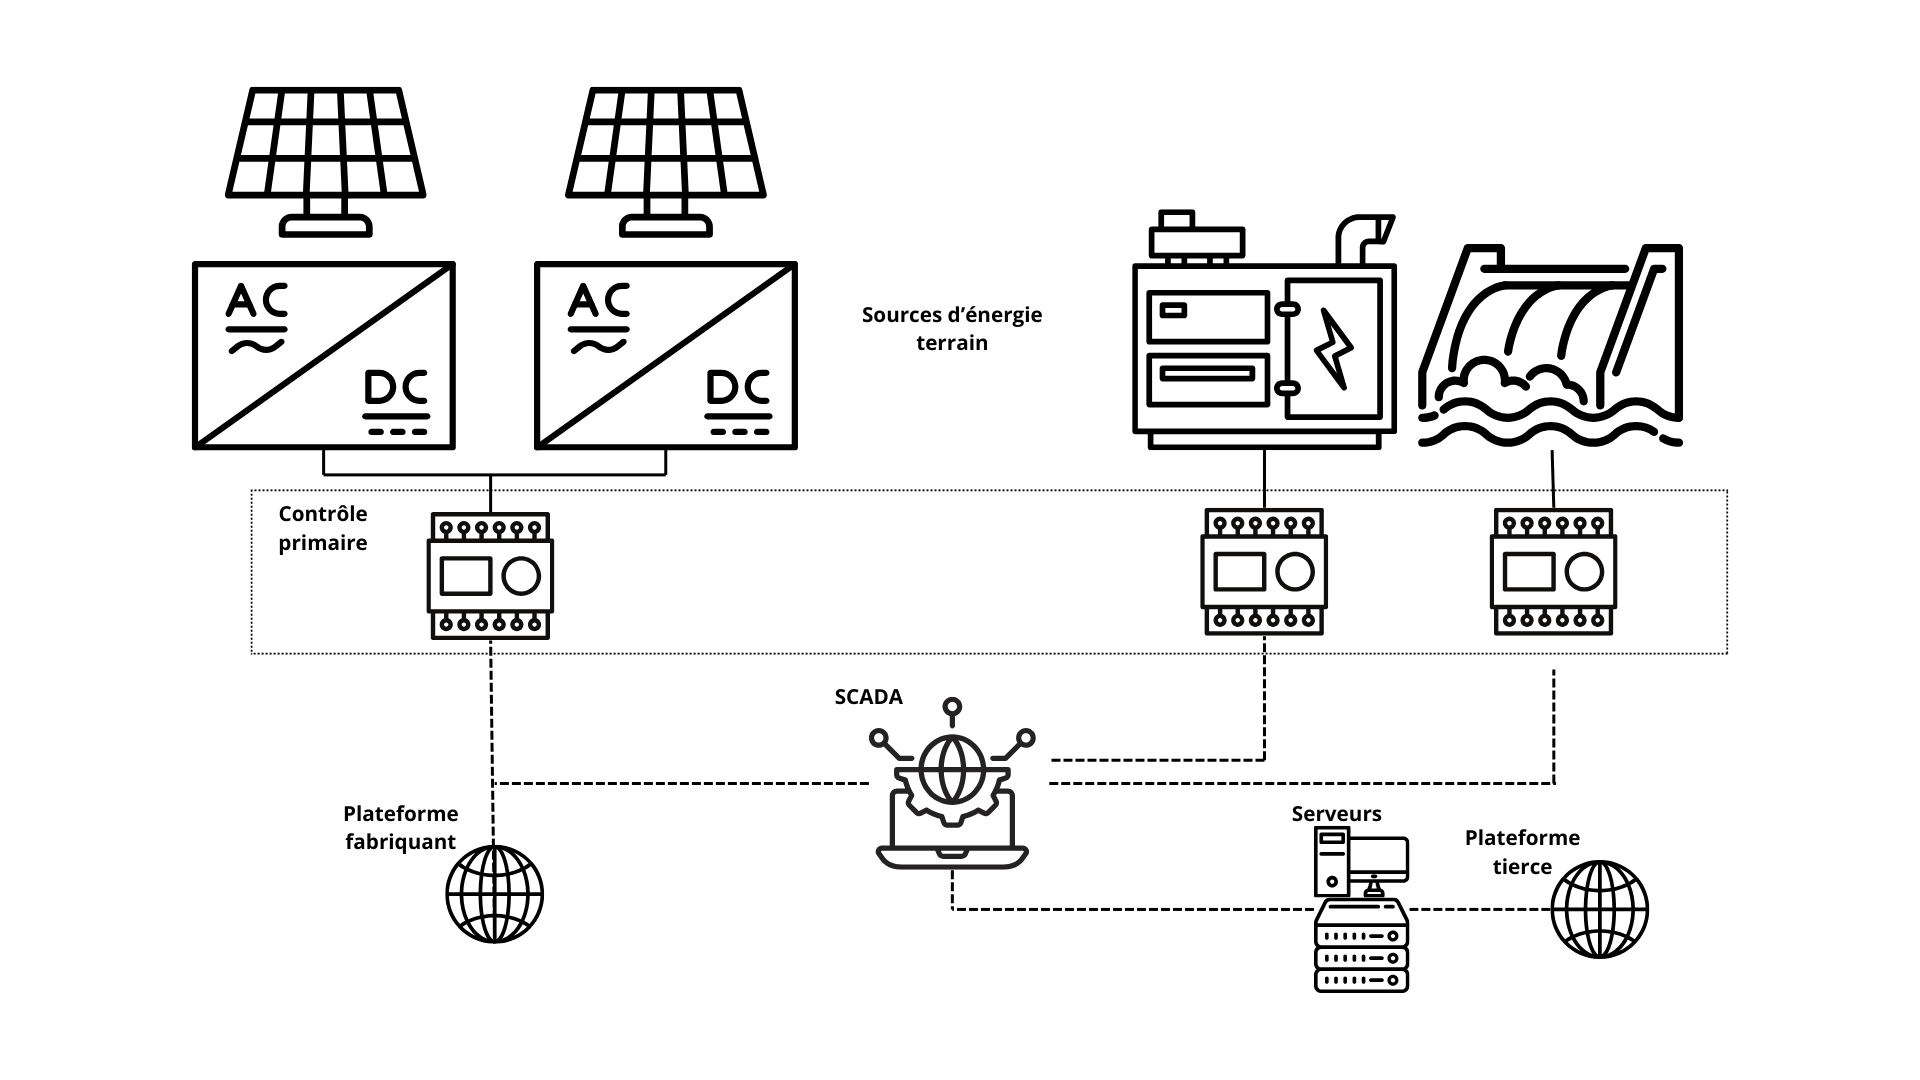 AC
DC
AC
DC
Sources d’énergie
terrain
Contrôle
primaire
SCADA
Plateforme
fabriquant
Serveurs
Plateforme
tierce